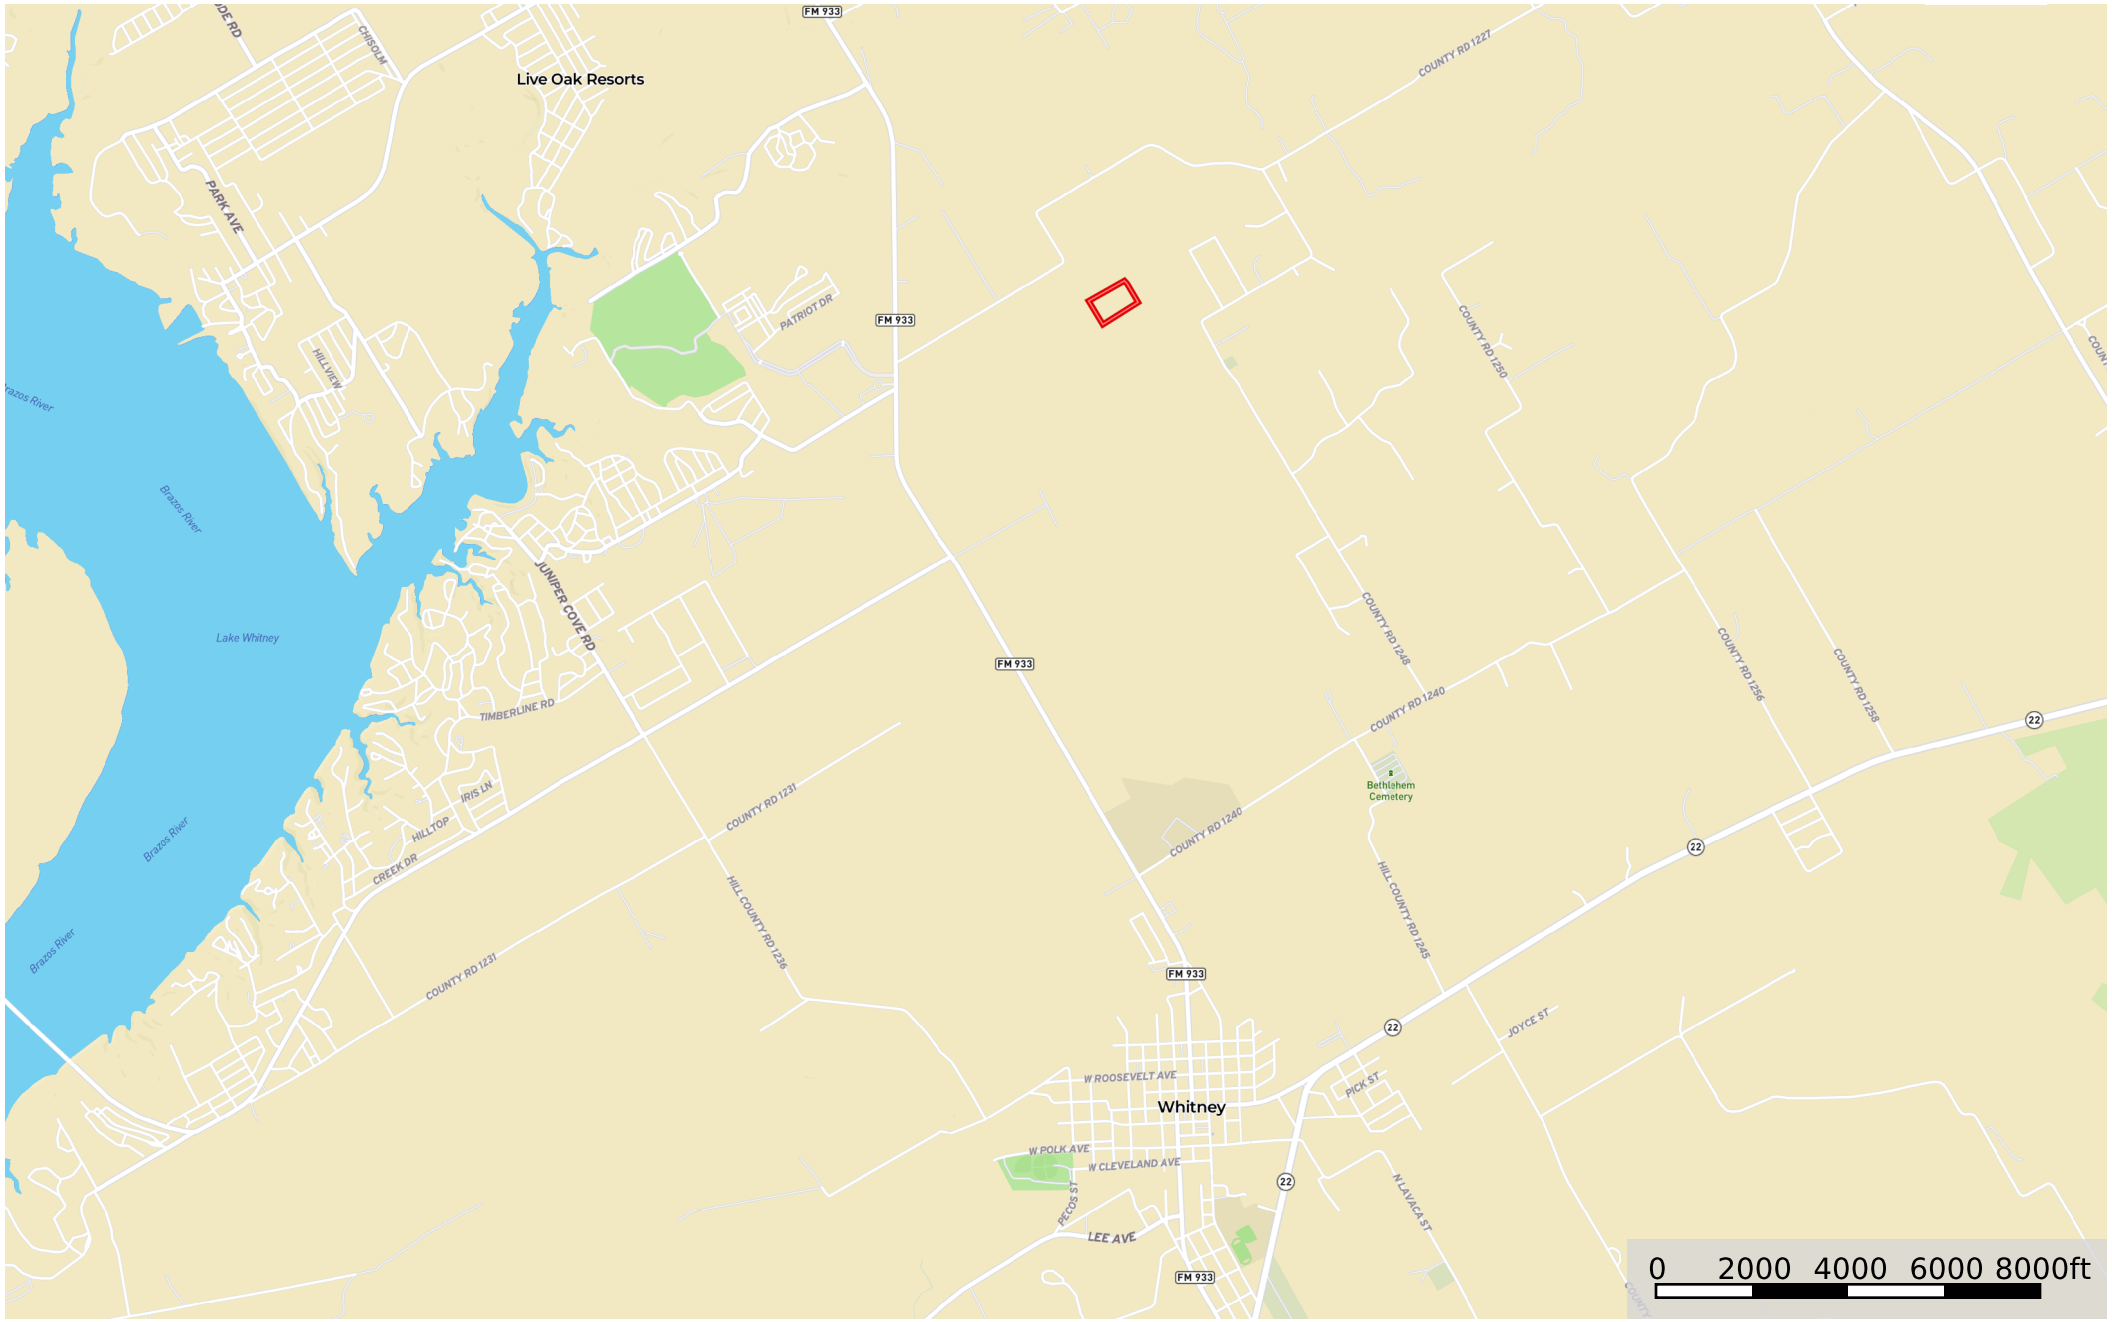 FM 933
CHISOLM
COUNTY RD 1227
Live Oak Resorts
PARK AVE
PATRIOT DR
FM 933
COUNTY RD 1250
HILLVIEW
Brazos River
JUNIPER COVE RD
COUNTY RD 1248
Lake Whitney
FM 933
COUNTY RD 1256
COUNTY RD 1258
TIMBERLINE RD
COUNTY RD 1240
22
IRIS LN
COUNTY RD 1231
Bethlehem
Cemetery
HILLTOP
Brazos River
COUNTY RD 1240
22
CREEK DR
HILL COUNTY RD 1236
HILL COUNTY RD 1245
Brazos River
COUNTY RD 1231
FM 933
22
JOYCE ST
W ROOSEVELT AVE
PICK ST
Whitney
W POLK AVE
W CLEVELAND AVE
22
PECOS ST
N LAVACA ST
LEE AVE
FM 933
0 2000 4000 6000 8000ft